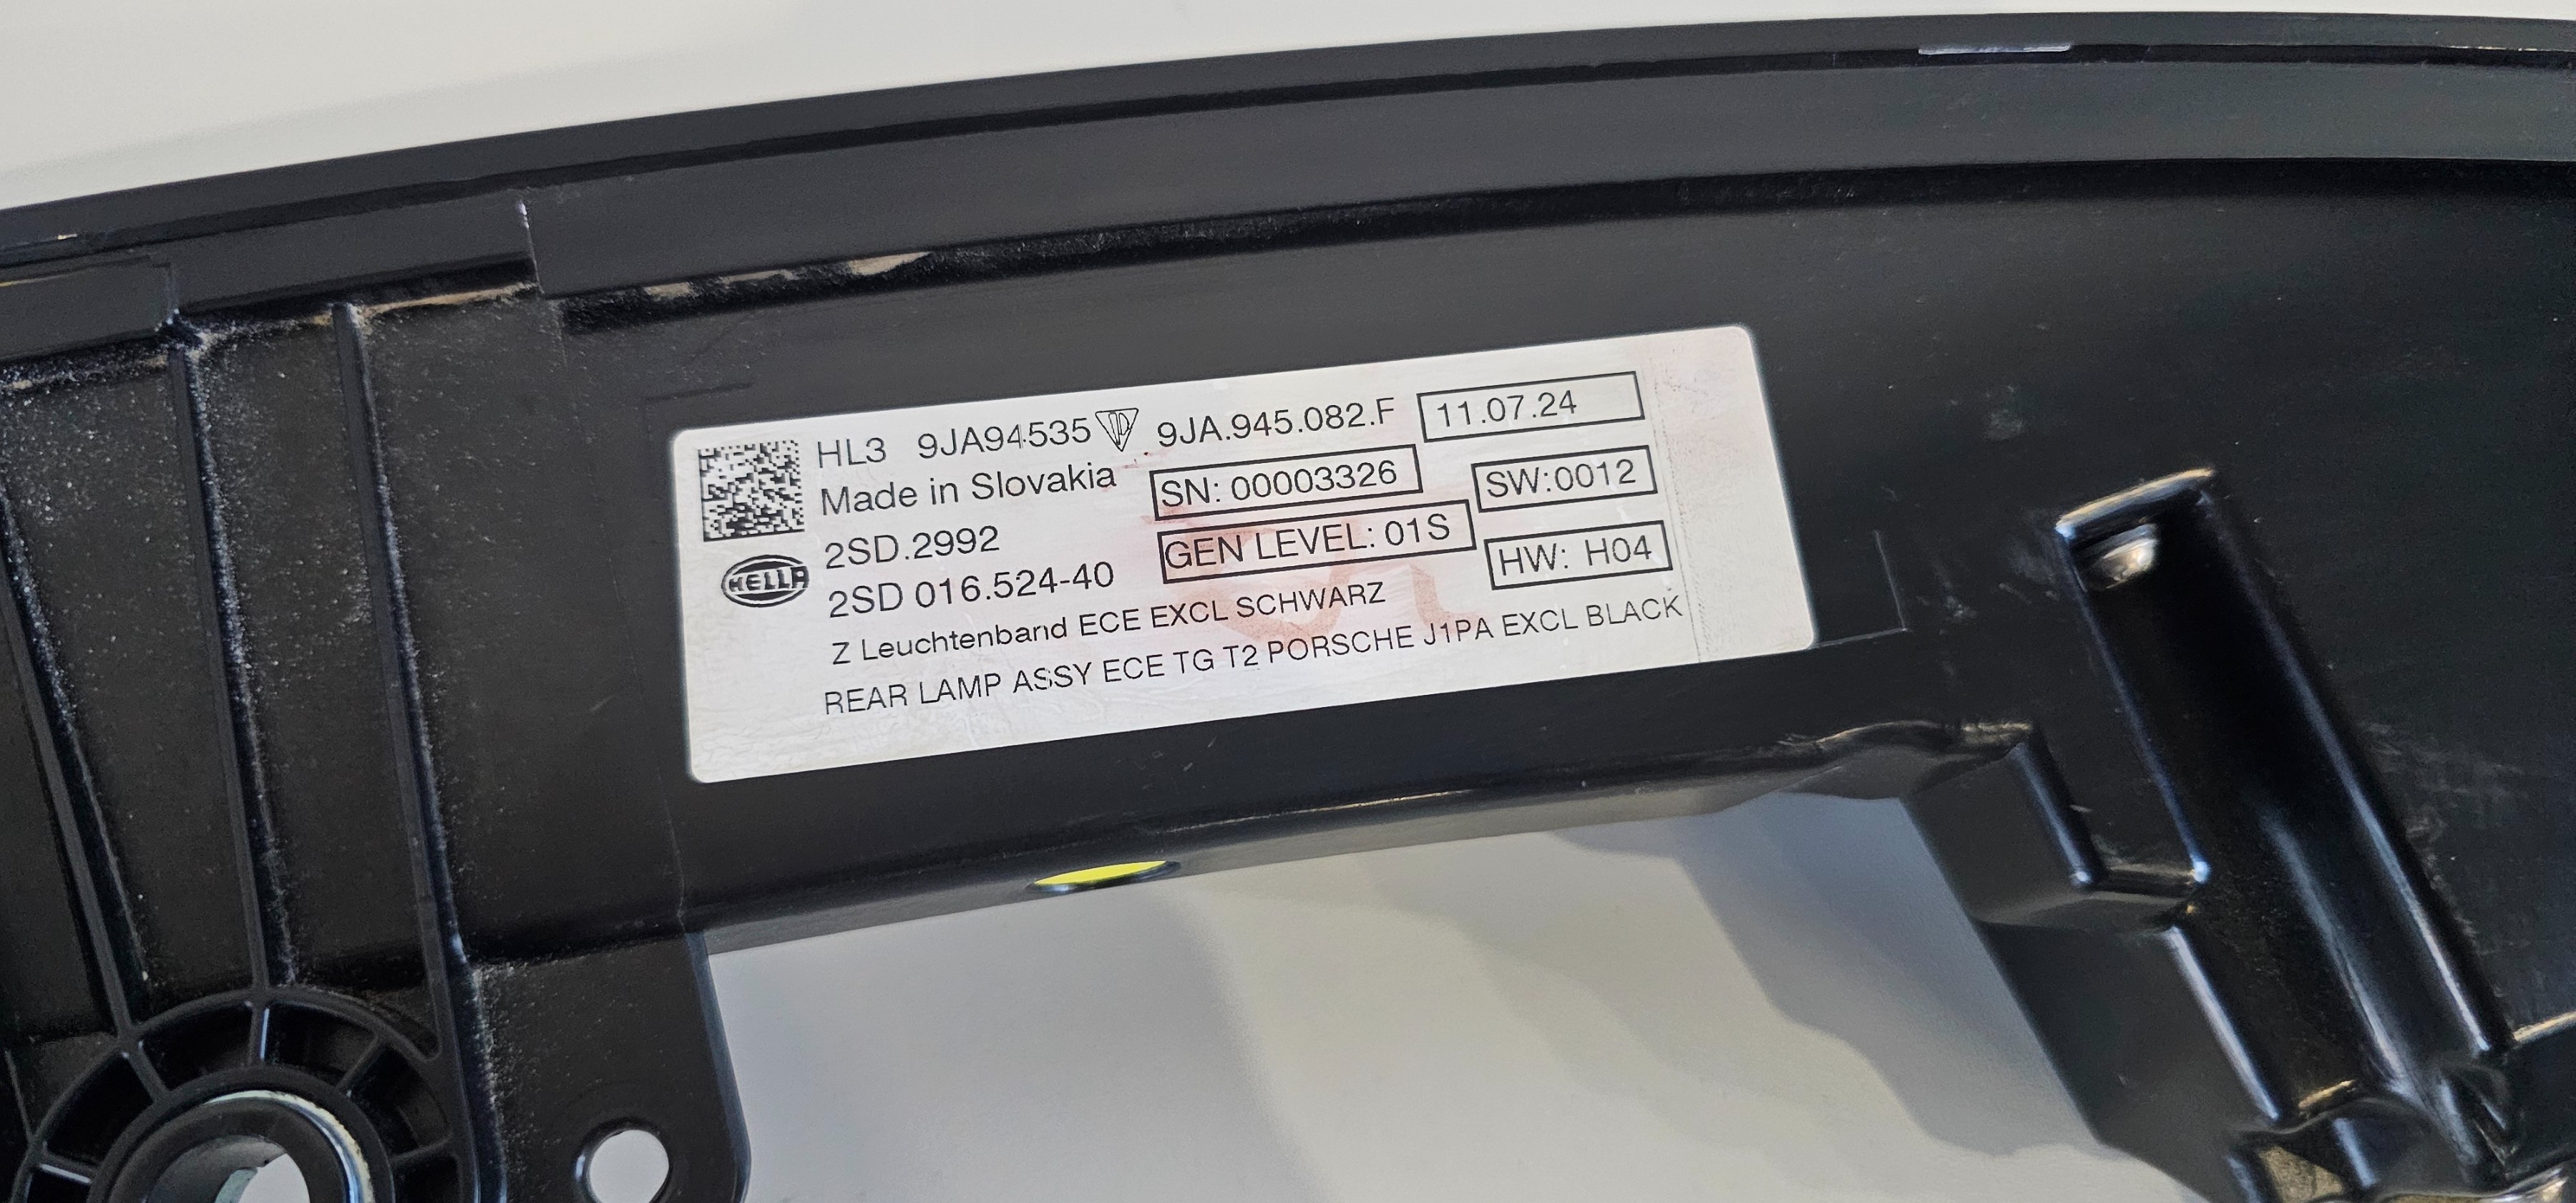 HL3 9JA94535 9JA.945.082.F 11.07.24
Made in Slovakia SN: 00003326 SW:0012
2SD.2992 GEN LEVEL: 01S HW: H04
HELLA 2SD 016.524-40
Z Leuchtenband ECE EXCL SCHWARZ
REAR LAMP ASSY ECE TG T2 PORSCHE J1PA EXCL BLACK